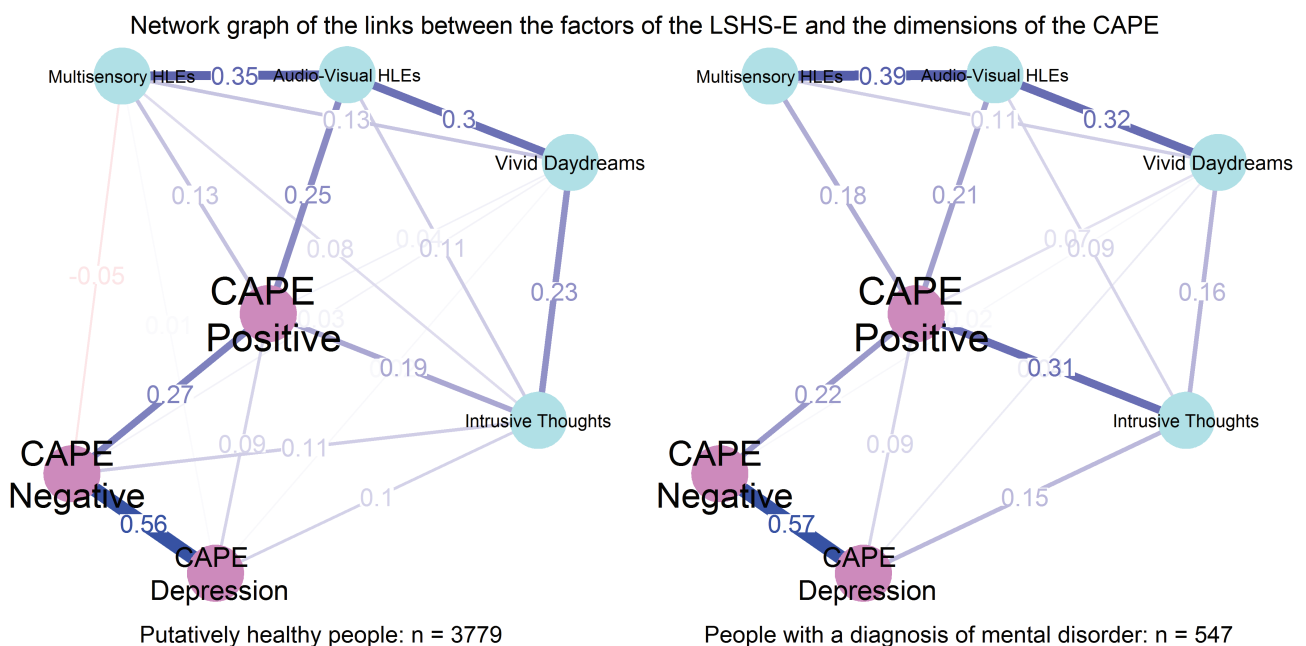 Network graph of the links between the factors of the LSHS-E and the dimensions of the CAPE
Multisensory HLEs
0.35
Audio-Visual HLEs
0.13
0.3
Vivid Daydreams
0.13
0.25
0.08
0.04
0.11
-0.05
0.23
CAPE
Positive
0.01
0.03
0.19
0.27
Intrusive Thoughts
0.09
0.11
CAPE
Negative
0.1
0.56
CAPE
Depression
Putatively healthy people: n = 3779
Multisensory HLEs
0.39
Audio-Visual HLEs
0.11
0.32
Vivid Daydreams
0.18
0.21
0.07
0.09
0.16
CAPE
Positive
0.02
0.31
0.22
Intrusive Thoughts
0.09
CAPE
Negative
0.15
0.57
CAPE
Depression
People with a diagnosis of mental disorder: n = 547